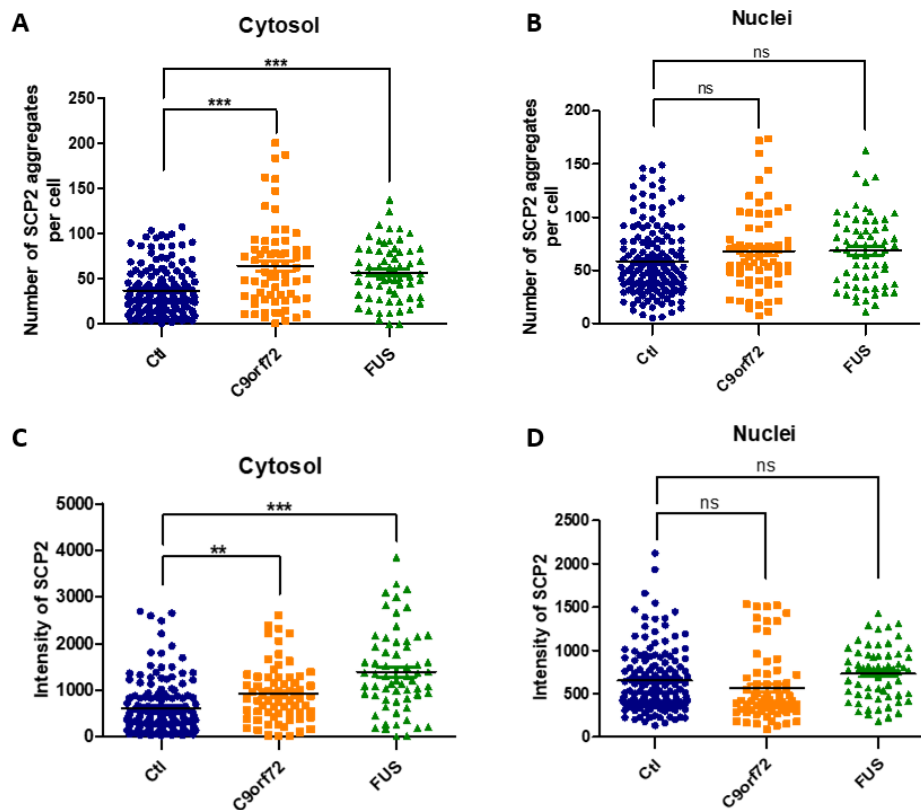 A
Cytosol
***
***
Number of SCP2 aggregates
per cell
250
200
150
100
50
0
Ctl
C9orf72
FUS
B
Nuclei
ns
ns
Number of SCP2 aggregates
per cell
200
150
100
50
0
Ctl
C9orf72
FUS
C
Cytosol
***
**
Intensity of SCP2
5000
4000
3000
2000
1000
0
Ctl
C9orf72
FUS
D
Nuclei
ns
ns
Intensity of SCP2
2500
2000
1500
1000
500
0
Ctl
C9orf72
FUS